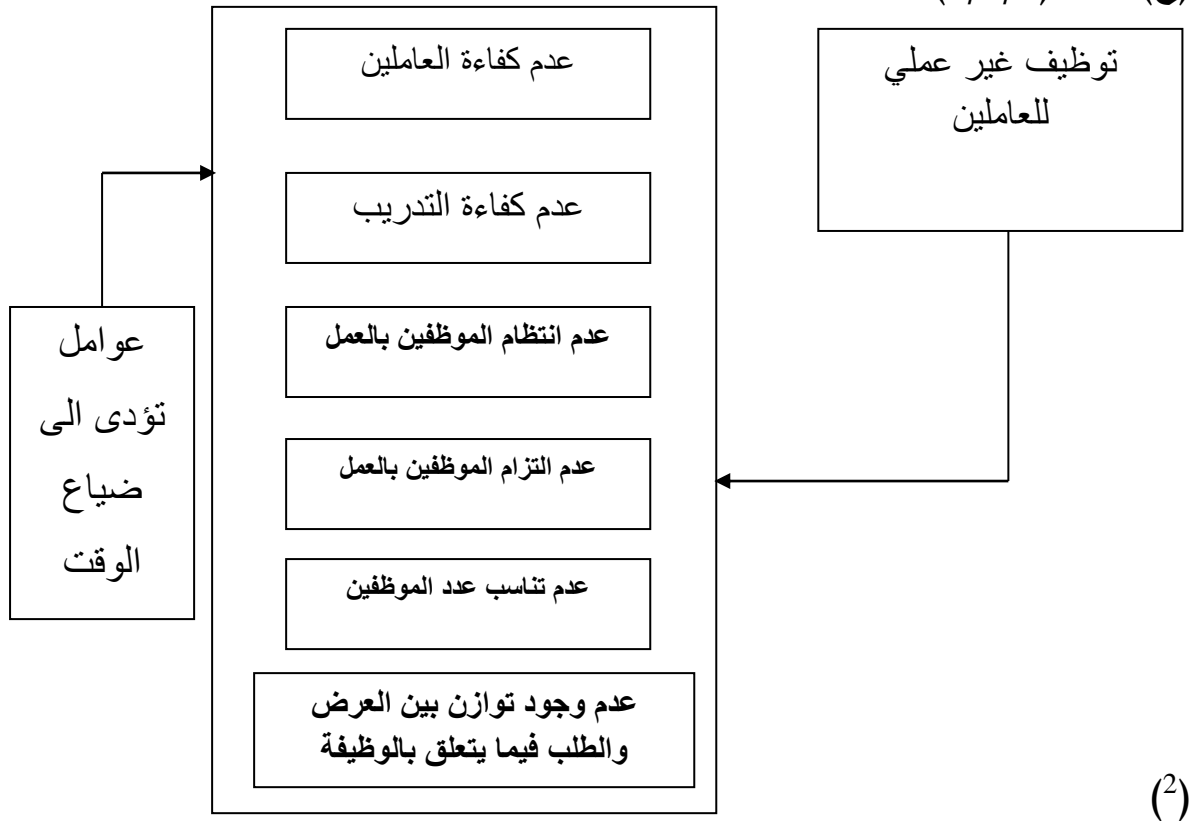 توظيف غير عملي
للعاملين
عدم كفاءة العاملين
عدم كفاءة التدريب
عدم انتظام الموظفين بالعمل
عدم التزام الموظفين بالعمل
عدم تناسب عدد الموظفين
عدم وجود توازن بين العرض
والطلب فيما يتعلق بالوظيفة
عوامل
تؤدى الى
ضياع
الوقت
(2)